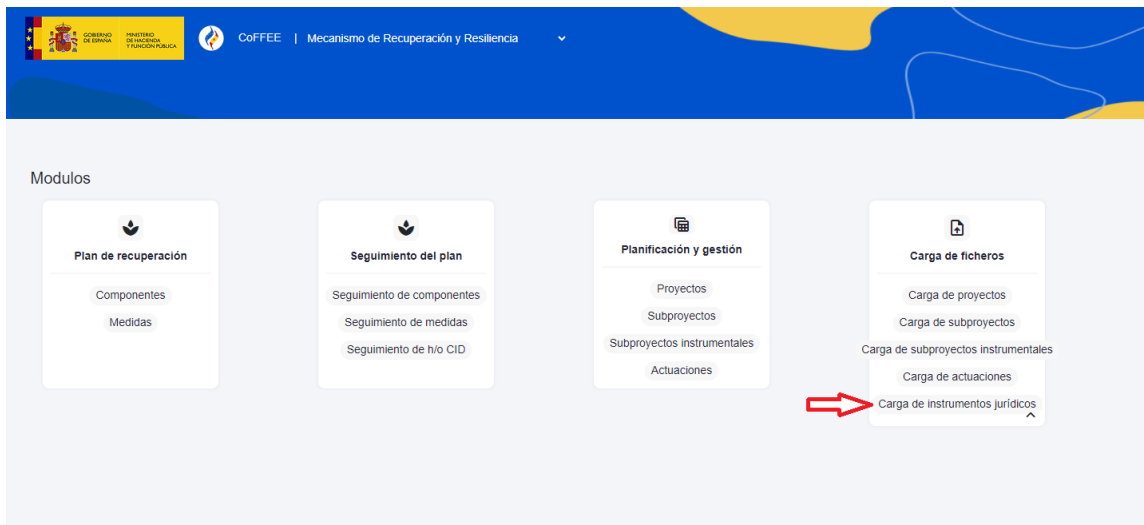 GOBIERNO
DE ESPAÑA
MINISTERIO
DE HACIENDA
Y FUNCIÓN PÚBLICA
CoFFEE | Mecanismo de Recuperación y Resiliencia
Modulos
Plan de recuperación
Componentes
Medidas
Seguimiento del plan
Seguimiento de componentes
Seguimiento de medidas
Seguimiento de h/o CID
Planificación y gestión
Proyectos
Subproyectos
Subproyectos instrumentales
Actuaciones
Carga de ficheros
Carga de proyectos
Carga de subproyectos
Carga de subproyectos instrumentales
Carga de actuaciones
Carga de instrumentos jurídicos